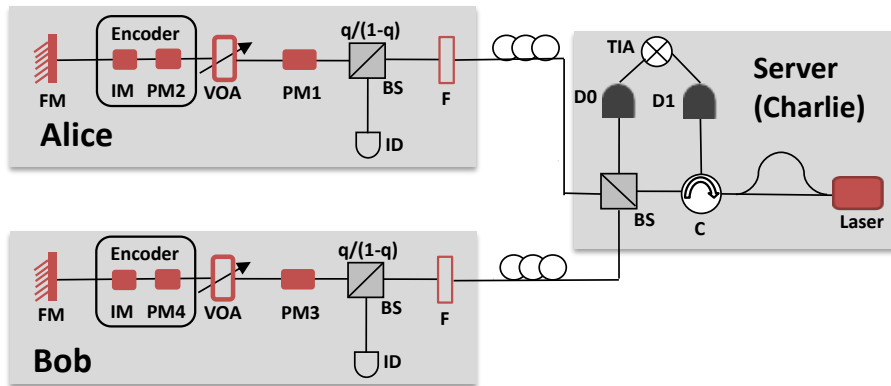 Encoder
q/(1-q)
FM
IM
PM2
VOA
PM1
BS
F
ID
Alice
TIA
D0
D1
Server
(Charlie)
BS
C
Laser
Encoder
q/(1-q)
FM
IM
PM4
VOA
PM3
BS
F
ID
Bob